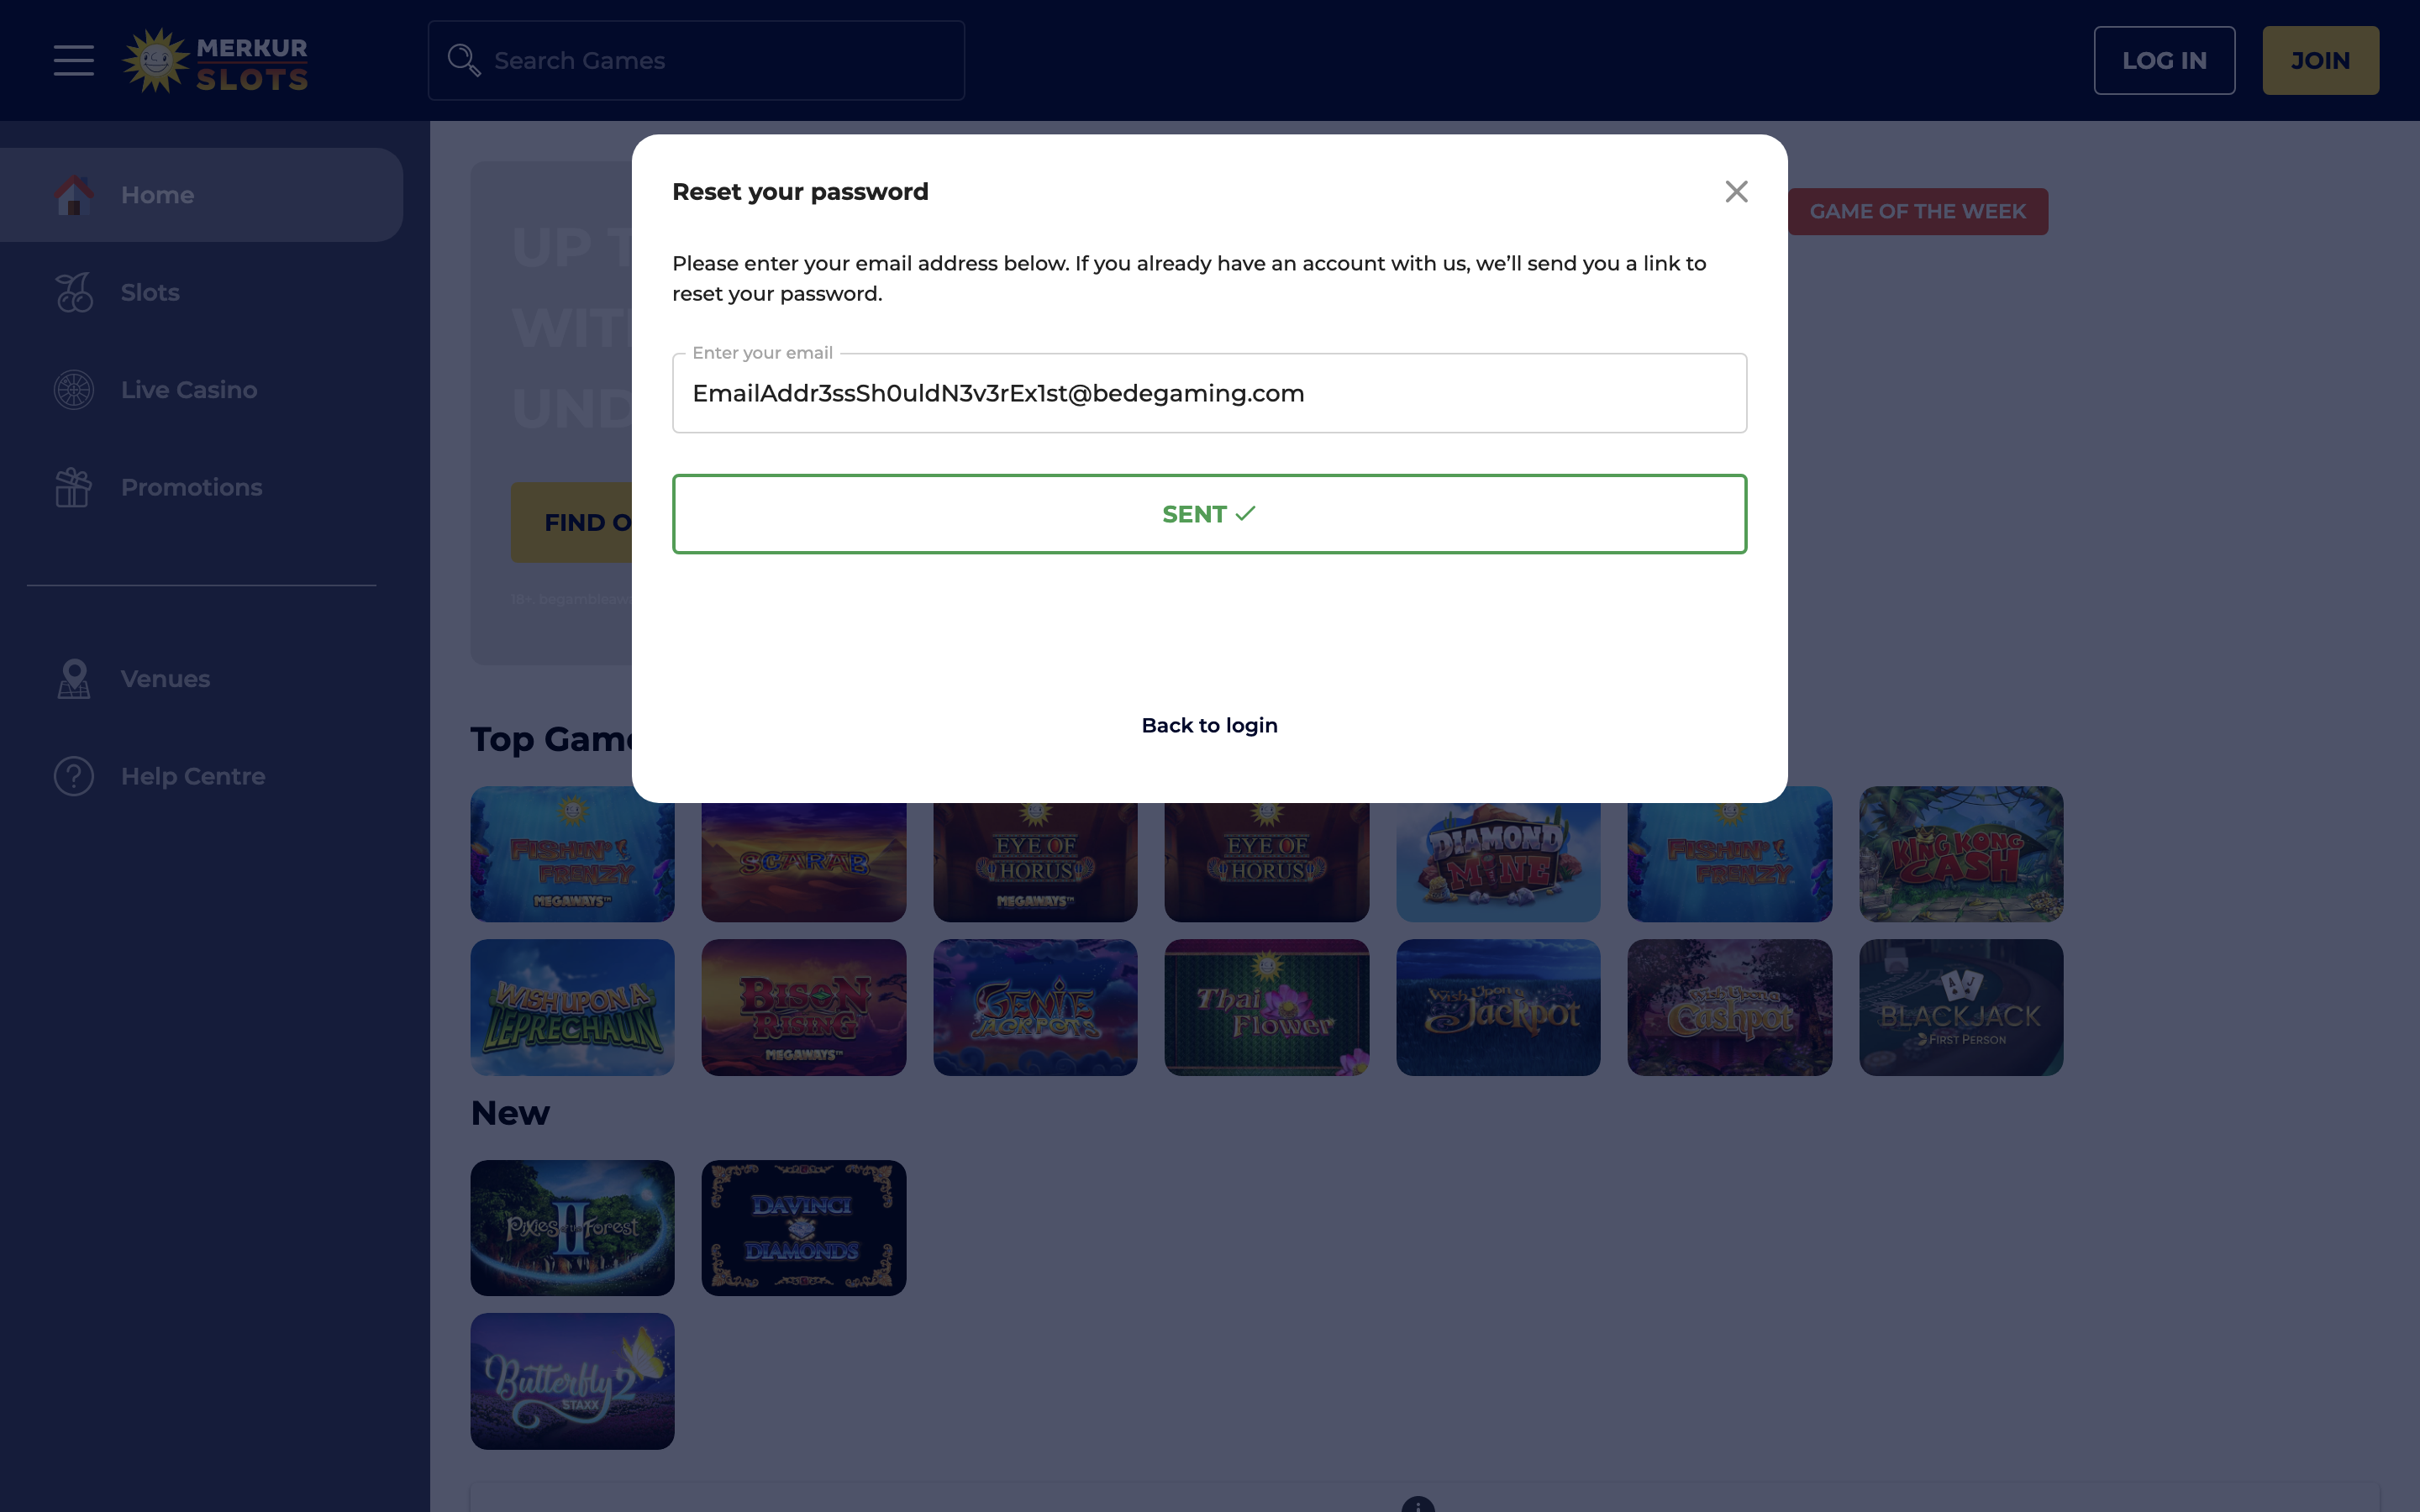 MERKUR
SLOTS
Search Games
LOG IN
JOIN
Home
Slots
Live Casino
Promotions
Venues
Help Centre
UP T
WIT
UND
FIND O
GAME OF THE WEEK
Reset your password
Please enter your email address below. If you already have an account with us, we’ll send you a link to
reset your password.
Enter your email
EmailAddr3ssSh0uldN3v3rEx1st@bedegaming.com
SENT
Back to login
Top Game
FISHIN' FRENZY
MEGAWAYS™
SCARAB
EYE OF
HORUS
MEGAWAYS™
EYE OF
HORUS
DIAMOND
MINE
FISHIN' FRENZY
KING KONG
CASH
WISH UPON A
LEPRECHAUN
BISON
RISING
MEGAWAYS™
GENIE
JACKPOTS
Thai
Flower
Wish Upon a
Jackpot
Wish Upon a
Cashpot
BLACKJACK
FIRST PERSON
New
Pixies of the Forest
II
DAVINCI
DIAMONDS
Butterfly 2
STAXX